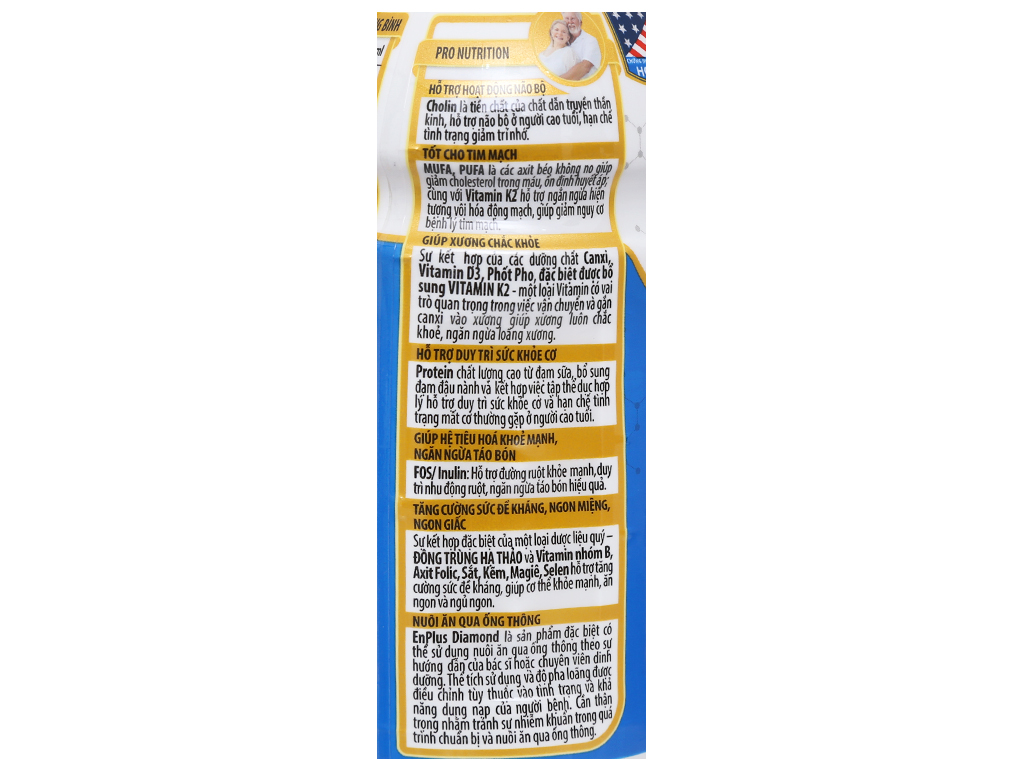 G BÌNH
ml
PRO NUTRITION
HỖ TRỢ HOẠT ĐỘNG NÃO BỘ
Cholin là tiền chất của chất dẫn truyền thần
kinh, hỗ trợ não bộ ở người cao tuổi, hạn chế
tình trạng giảm trí nhớ.
TỐT CHO TIM MẠCH
MUFA, PUFA là các axit béo không no giúp
giảm cholesterol trong máu, ổn định huyết áp;
cùng với Vitamin K2 hỗ trợ ngăn ngừa hiện
tượng vôi hóa động mạch, giúp giảm nguy cơ
bệnh lý tim mạch.
GIÚP XƯƠNG CHẮC KHỎE
Sự kết hợp của các dưỡng chất Canxi,
Vitamin D3, Phốt Pho, đặc biệt được bổ
sung VITAMIN K2 - một loại Vitamin có vai
trò quan trọng trong việc vận chuyển và gắn
canxi vào xương giúp xương luôn chắc
khoẻ, ngăn ngừa loãng xương.
HỖ TRỢ DUY TRÌ SỨC KHỎE CƠ
Protein chất lượng cao từ đạm sữa, bổ sung
đạm đậu nành và kết hợp việc tập thể dục hợp
lý hỗ trợ duy trì sức khỏe cơ và hạn chế tình
trạng mất cơ thường gặp ở người cao tuổi.
GIÚP HỆ TIÊU HOÁ KHOẺ MẠNH,
NGĂN NGỪA TÁO BÓN
FOS/ Inulin: Hỗ trợ đường ruột khỏe mạnh, duy
trì nhu động ruột, ngăn ngừa táo bón hiệu quả.
TĂNG CƯỜNG SỨC ĐỀ KHÁNG, NGON MIỆNG,
NGON GIẤC
Sự kết hợp đặc biệt của một loại dược liệu quý –
ĐÔNG TRÙNG HẠ THẢO và Vitamin nhóm B,
Axit Folic, Sắt, Kẽm, Magiê, Selen hỗ trợ tăng
cường sức đề kháng, giúp cơ thể khỏe mạnh, ăn
ngon và ngủ ngon.
NUÔI ĂN QUA ỐNG THÔNG
EnPlus Diamond là sản phẩm đặc biệt có
thể sử dụng nuôi ăn qua ống thông theo sự
hướng dẫn của bác sĩ hoặc chuyên viên dinh
dưỡng. Thể tích sử dụng và độ pha loãng được
điều chỉnh tùy thuộc vào tình trạng và khả
năng dung nạp của người bệnh. Cẩn thận
trọng nhằm tránh sự nhiễm khuẩn trong quá
trình chuẩn bị và nuôi ăn qua ống thông.